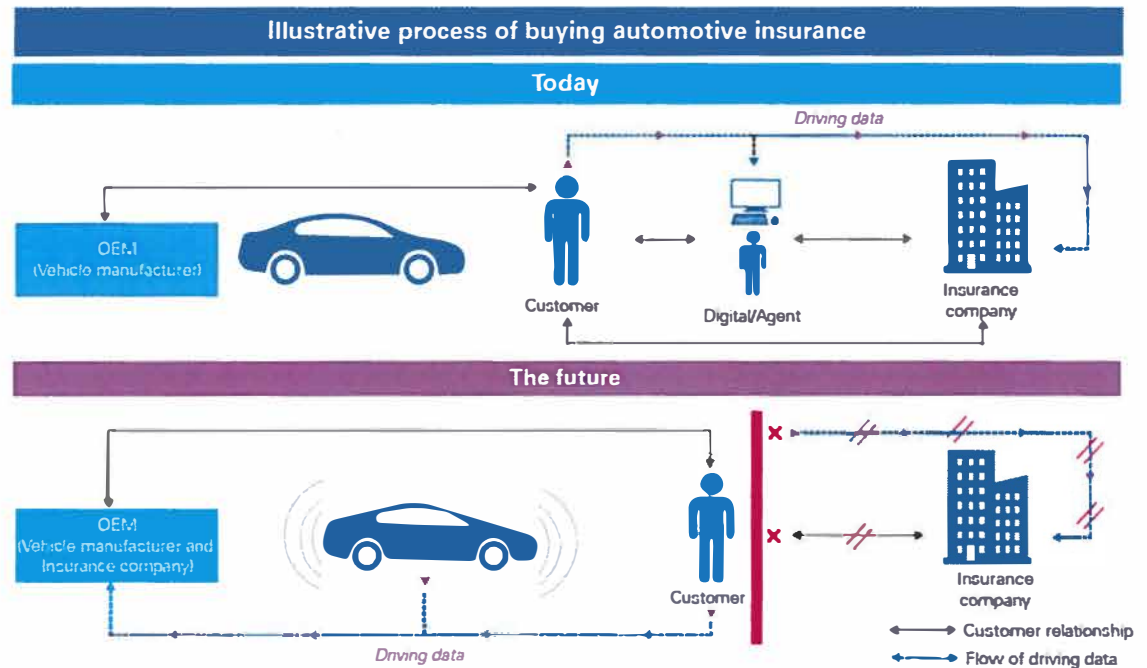 Illustrative process of buying automotive insurance
Today
Driving data
OEM
(Vehicle manufacturer)
Customer
Digital/Agent
Insurance
company
The future
OEM
(Vehicle manufacturer and
Insurance company)
Customer
Insurance
company
Driving data
Customer relationship
Flow of driving data